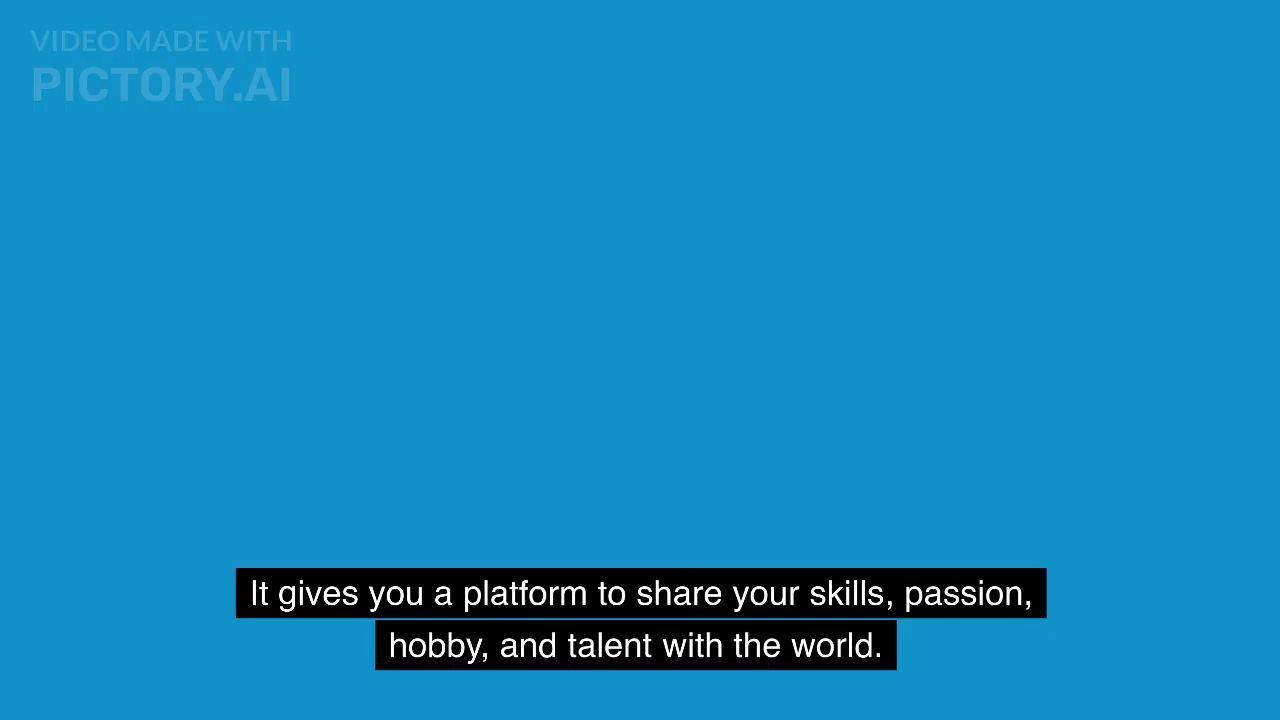 VIDEO MADE WITH
PICTORY.AI
It gives you a platform to share your skills, passion,
hobby, and talent with the world.